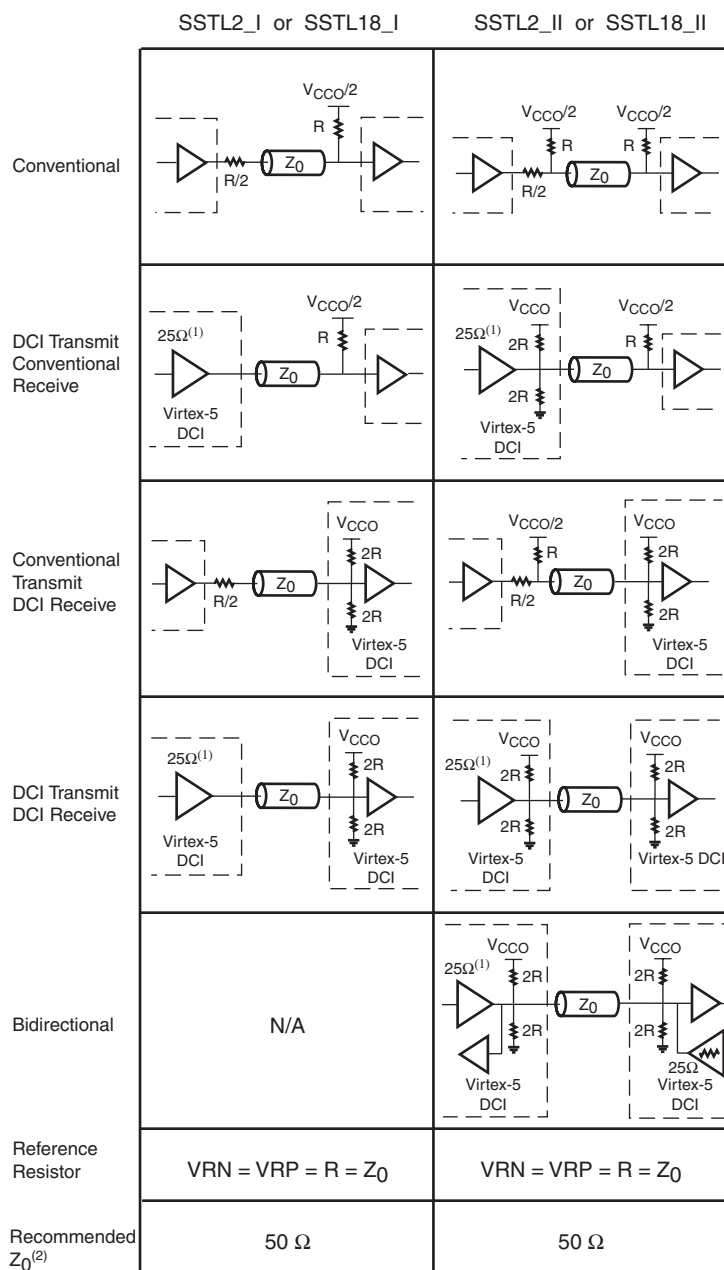 SSTL2_I or SSTL18_I
SSTL2_II or SSTL18_II
Conventional
R/2
Z0
R
VCCO/2
R/2
VCCO/2
R
Z0
VCCO/2
R
DCI Transmit
Conventional
Receive
25Ω(1)
Virtex-5
DCI
Z0
VCCO/2
R
25Ω(1)
VCCO
2R
2R
Virtex-5
DCI
Z0
VCCO/2
R
Conventional
Transmit
DCI Receive
R/2
Z0
VCCO
2R
2R
Virtex-5
DCI
R/2
VCCO/2
R
Z0
VCCO
2R
2R
Virtex-5
DCI
DCI Transmit
DCI Receive
25Ω(1)
Virtex-5
DCI
Z0
VCCO
2R
2R
Virtex-5
DCI
25Ω(1)
VCCO
2R
2R
Virtex-5
DCI
Z0
VCCO
2R
2R
Virtex-5 DCI
Bidirectional
N/A
25Ω(1)
VCCO
2R
2R
Virtex-5
DCI
Z0
VCCO
2R
2R
25Ω
Virtex-5
DCI
Reference
Resistor
VRN = VRP = R = Z0
VRN = VRP = R = Z0
Recommended
Z0(2)
50 Ω
50 Ω